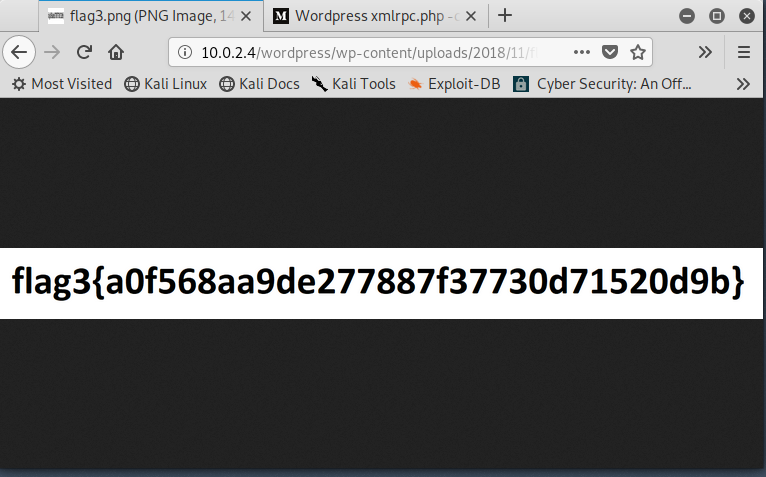 flag3.png (PNG Image, 14
Wordpress xmlrpc.php -
10.0.2.4/wordpress/wp-content/uploads/2018/11/f
Most Visited
Kali Linux
Kali Docs
Kali Tools
Exploit-DB
Cyber Security: An Off...
flag3{a0f568aa9de277887f37730d71520d9b}